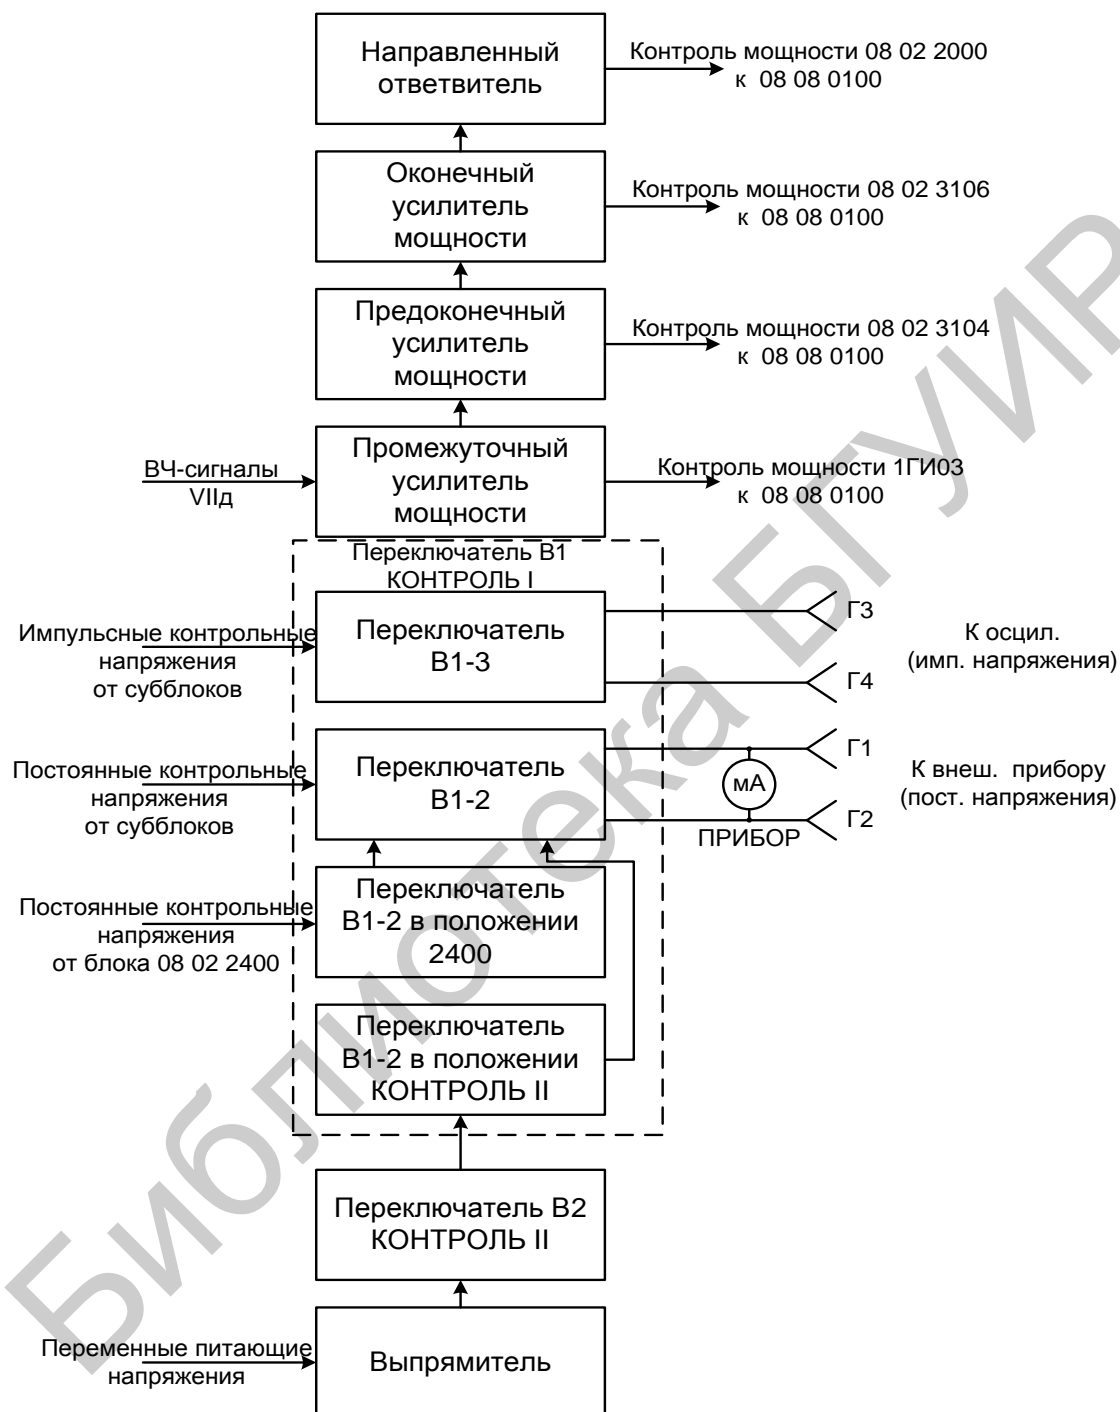 Направленный
ответвитель
Контроль мощности 08 02 2000
к 08 08 0100
Оконечный
усилитель
мощности
Контроль мощности 08 02 3106
к 08 08 0100
Предоконечный
усилитель
мощности
Контроль мощности 08 02 3104
к 08 08 0100
ВЧ-сигналы
VIIд
Промежуточный
усилитель
мощности
Контроль мощности 1ГИ03
к 08 08 0100
Переключатель В1
КОНТРОЛЬ I
Импульсные контрольные
напряжения
от субблоков
Переключатель
В1-3
Г3
Г4
К осцил.
(имп. напряжения)
Постоянные контрольные
напряжения
от субблоков
Переключатель
В1-2
Г1
мА
Г2
ПРИБОР
К внеш. прибору
(пост. напряжения)
Постоянные контрольные
напряжения
от блока 08 02 2400
Переключатель
В1-2 в положении
2400
Переключатель
В1-2 в положении
КОНТРОЛЬ II
Переключатель В2
КОНТРОЛЬ II
Переменные питающие
напряжения
Выпрямитель
Библиотека БГУИР